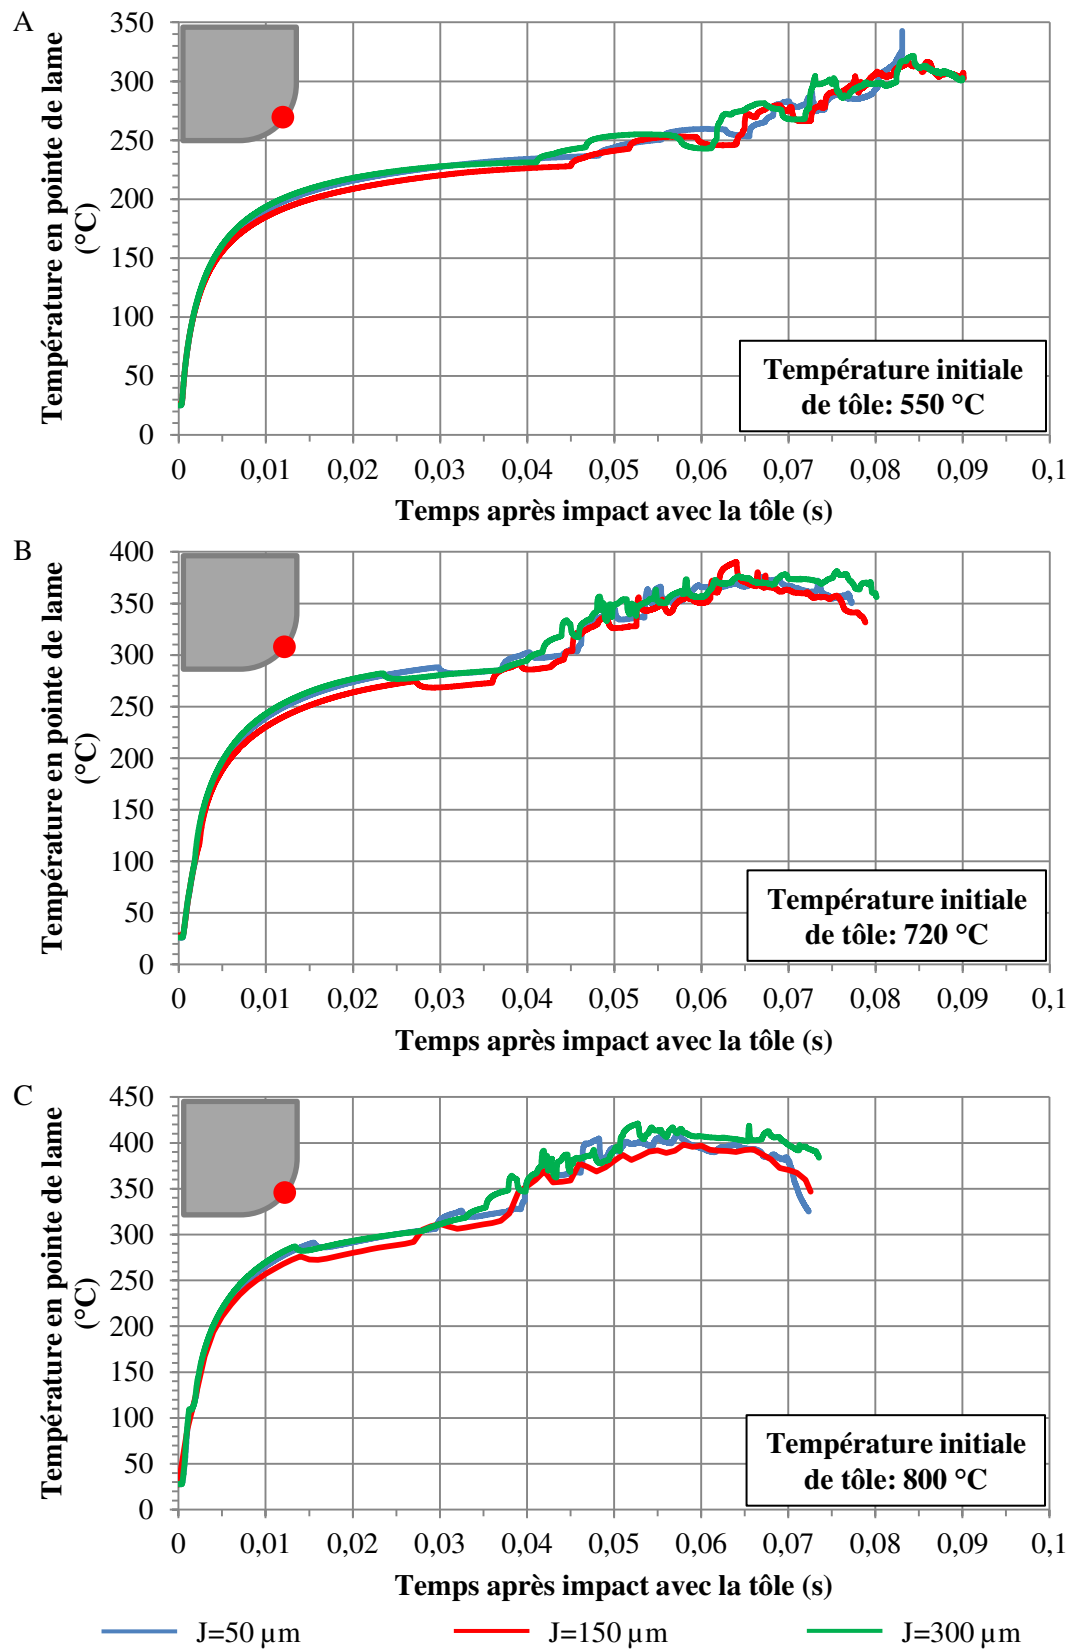 A
350
300
250
200
150
100
50
0
Température en pointe de lame
(°C)
Température initiale
de tôle: 550 °C
0 0,01 0,02 0,03 0,04 0,05 0,06 0,07 0,08 0,09 0,1
Temps après impact avec la tôle (s)
B
400
350
300
250
200
150
100
50
0
Température en pointe de lame
(°C)
Température initiale
de tôle: 720 °C
0 0,01 0,02 0,03 0,04 0,05 0,06 0,07 0,08 0,09 0,1
Temps après impact avec la tôle (s)
C
450
400
350
300
250
200
150
100
50
0
Température en pointe de lame
(°C)
Température initiale
de tôle: 800 °C
0 0,01 0,02 0,03 0,04 0,05 0,06 0,07 0,08 0,09 0,1
Temps après impact avec la tôle (s)
J=50 µm J=150 µm J=300 µm